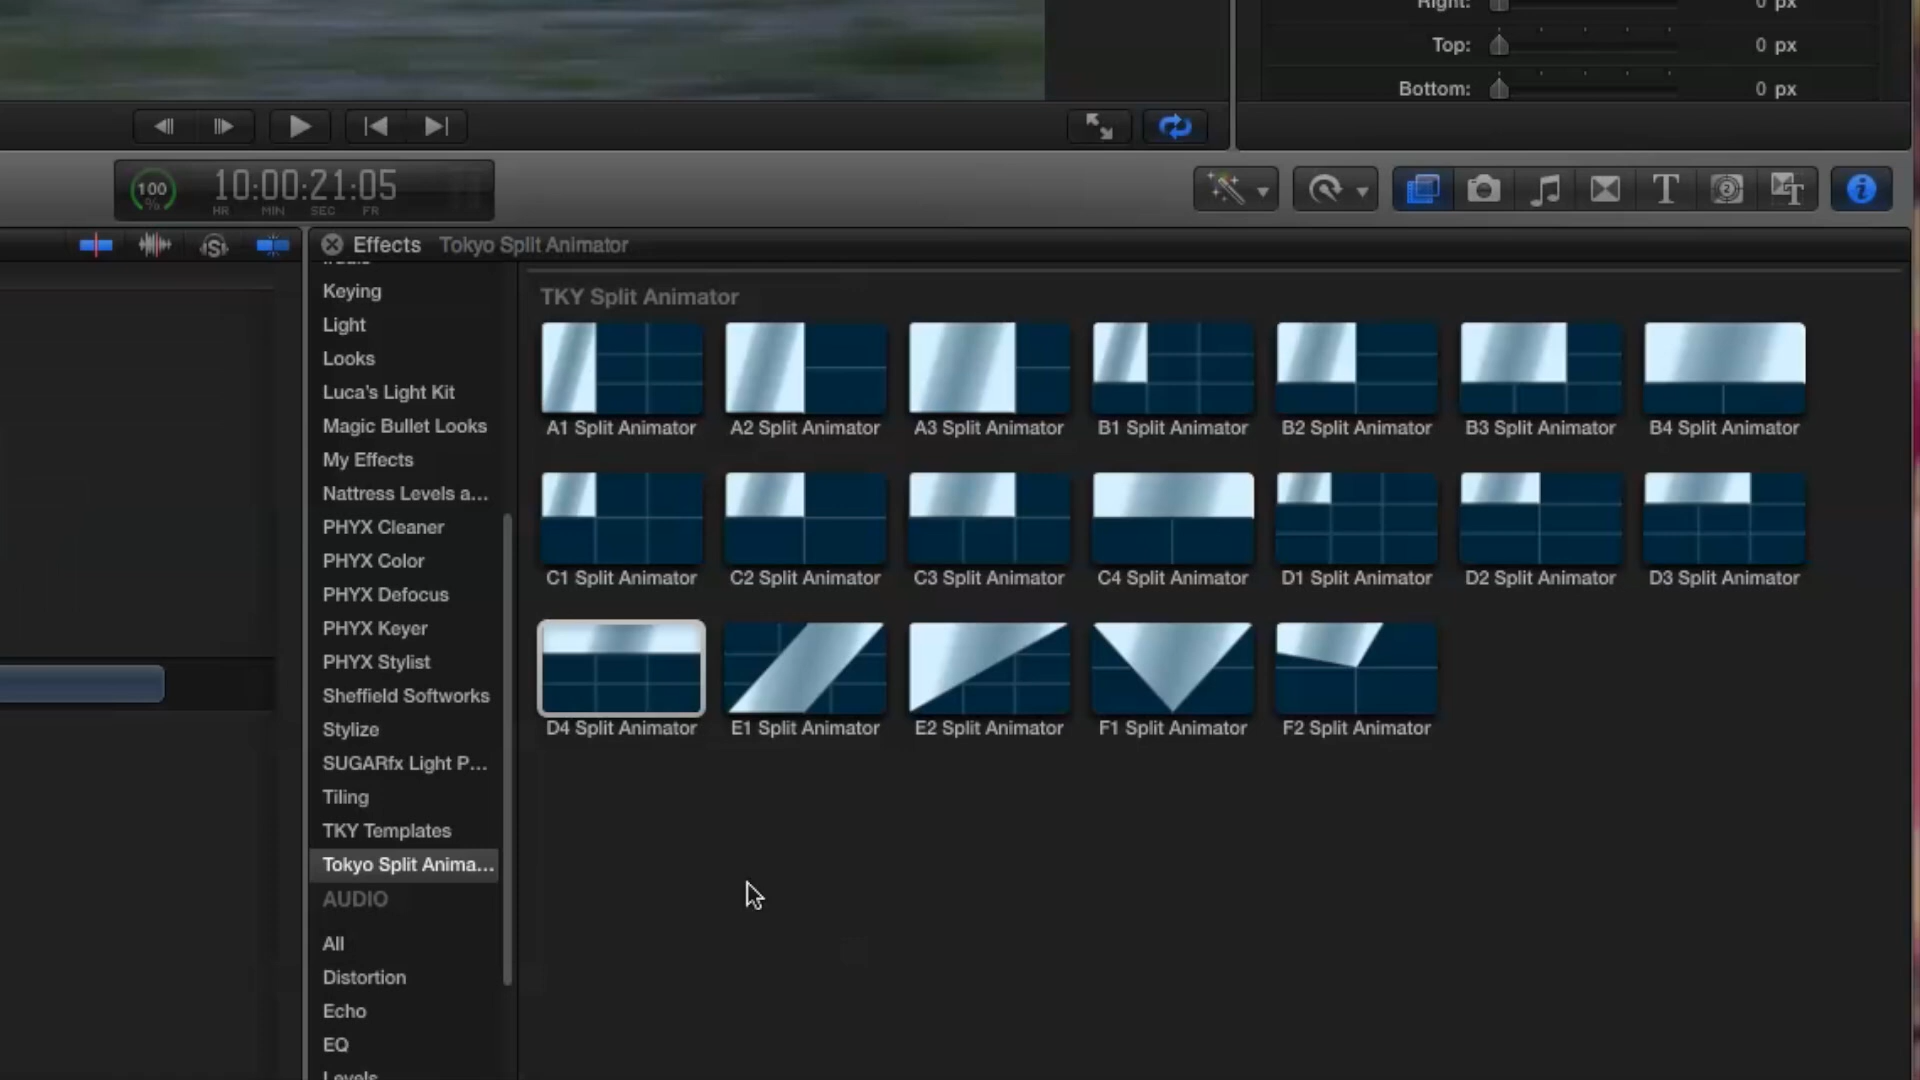 Right: 0 px
Top: 0 px
Bottom: 0 px
100
%
10:00:21:05
HR MIN SEC FR
Effects Tokyo Split Animator
Keying
Light
Looks
Luca's Light Kit
Magic Bullet Looks
My Effects
Nattress Levels a...
PHYX Cleaner
PHYX Color
PHYX Defocus
PHYX Keyer
PHYX Stylist
Sheffield Softworks
Stylize
SUGARfx Light P...
Tiling
TKY Templates
Tokyo Split Anima...
AUDIO
All
Distortion
Echo
EQ
Levels
TKY Split Animator
A1 Split Animator
A2 Split Animator
A3 Split Animator
B1 Split Animator
B2 Split Animator
B3 Split Animator
B4 Split Animator
C1 Split Animator
C2 Split Animator
C3 Split Animator
C4 Split Animator
D1 Split Animator
D2 Split Animator
D3 Split Animator
D4 Split Animator
E1 Split Animator
E2 Split Animator
F1 Split Animator
F2 Split Animator